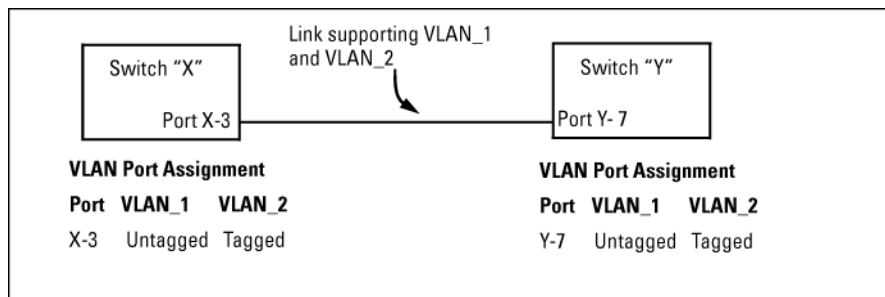 Link supporting VLAN_1
and VLAN_2
Switch "X"
Switch "Y"
Port X-3
Port Y- 7
VLAN Port Assignment
Port VLAN_1 VLAN_2
X-3 Untagged Tagged
VLAN Port Assignment
Port VLAN_1 VLAN_2
Y-7 Untagged Tagged